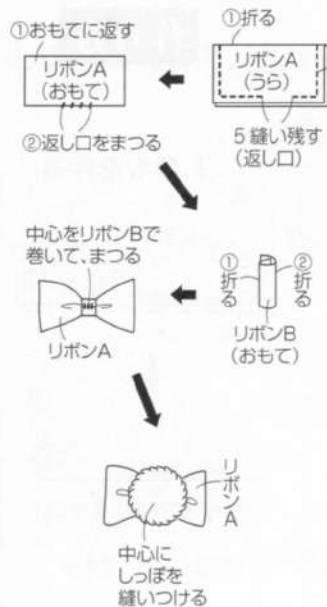 ①折る
リボンA
(うら)
5縫い残す
(返し口)
①おもてに返す
リボンA
(おもて)
②返し口をまつる
①折る
②折る
リボンB
(おもて)
中心をリボンBで
巻いて、まつる
リボンA
リボンA
中心に
しっぽを
縫いつける